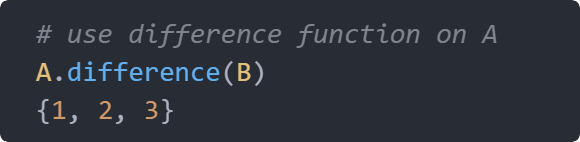 # use difference function on A
A.difference(B)
{1, 2, 3}